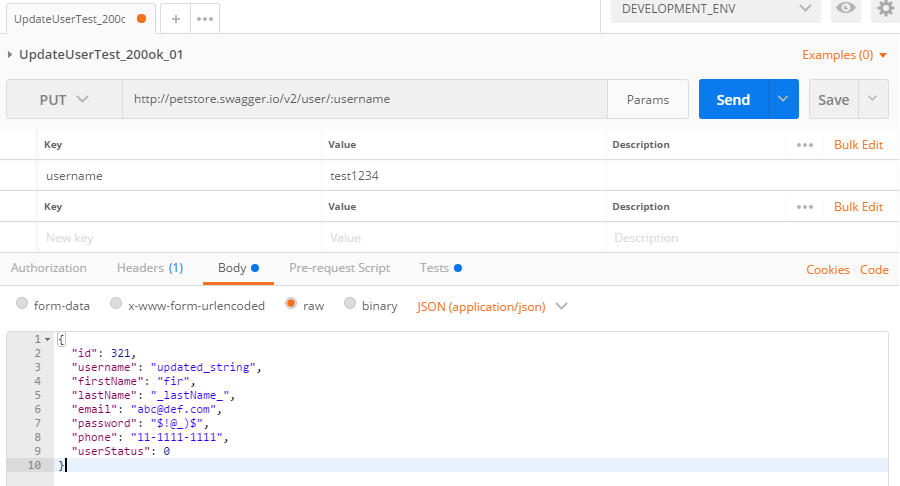 DEVELOPMENT_ENV
UpdateUserTest_200c
UpdateUserTest_200ok_01
Examples (0)
PUT http://petstore.swagger.io/v2/user/:username Params Send Save
Key Value Description Bulk Edit
username test1234
Key Value Description Bulk Edit
New key Value Description
Authorization Headers (1) Body Pre-request Script Tests Cookies Code
form-data x-www-form-urlencoded raw binary JSON (application/json)
1 {
2 "id": 321,
3 "username": "updated_string",
4 "firstName": "fir",
5 "lastName": "_lastName_",
6 "email": "abc@def.com",
7 "password": "$!@_)$",
8 "phone": "11-1111-1111",
9 "userStatus": 0
10 }